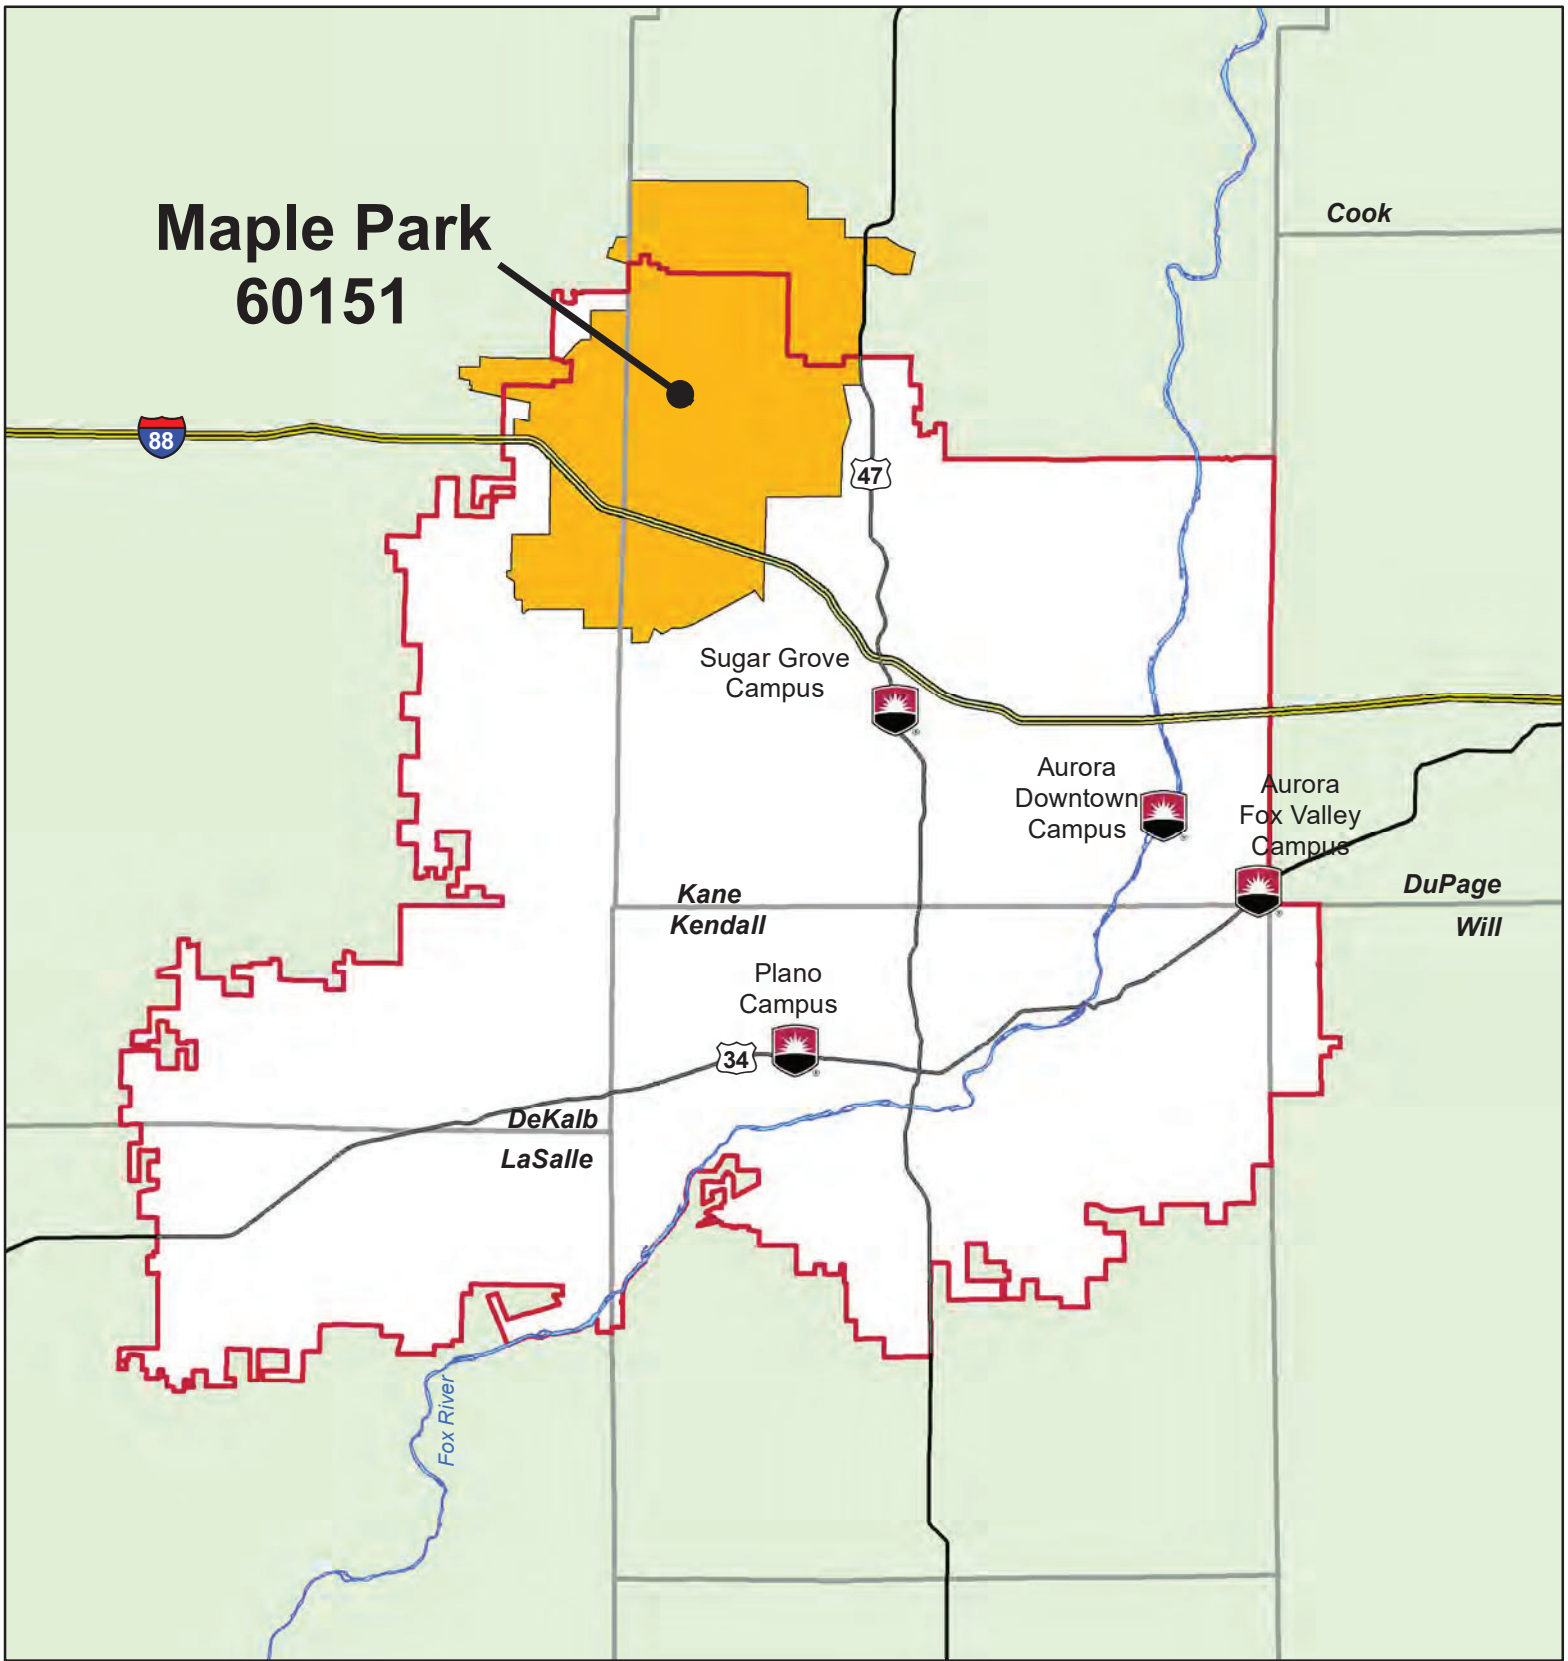 Maple Park
60151
Cook
88
47
Sugar Grove
Campus
Aurora
Downtown
Campus
Aurora
Fox Valley
Campus
Kane
Kendall
DuPage
Will
Plano
Campus
34
DeKalb
LaSalle
Fox River